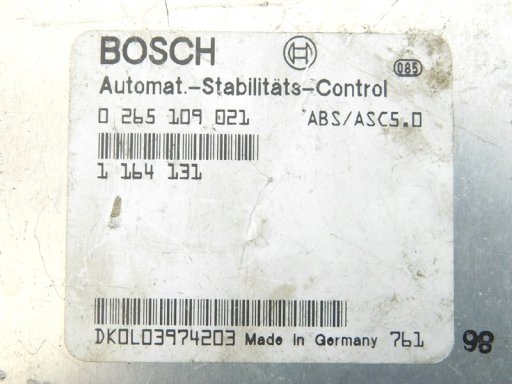 BOSCH
085
Automat.-Stabilitäts-Control
0 265 109 021 ABS/ASC5.0
1 164 131
DK0L03974203 Made in Germany 761
98